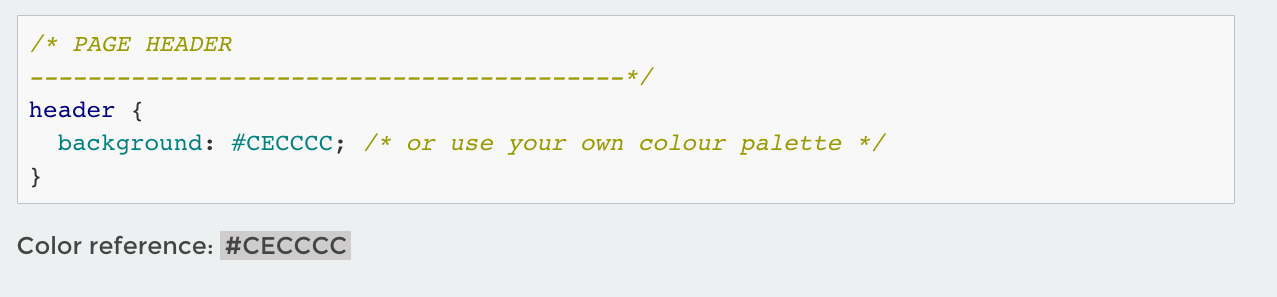 /* PAGE HEADER
-----------------------------------------*/
header {
  background: #CECCCC; /* or use your own colour palette */
}
Color reference: #CECCCC